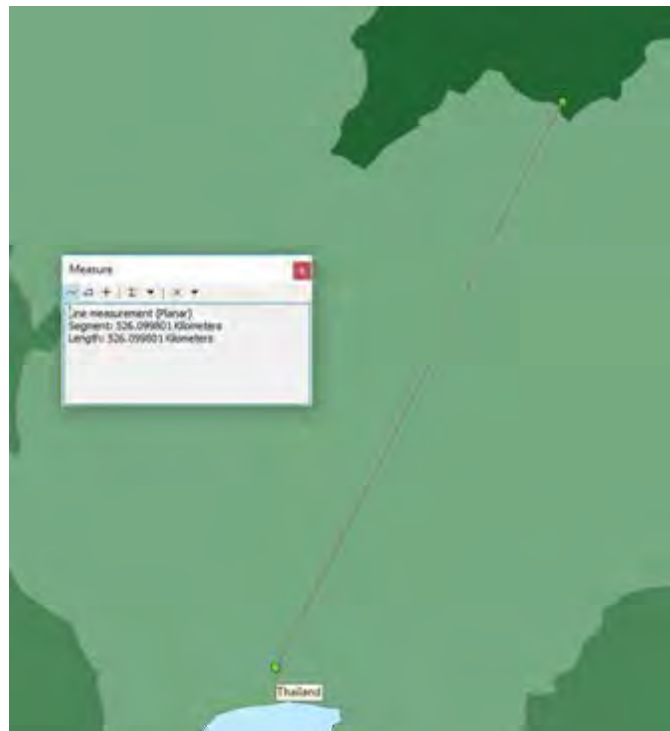 Measure
Line measurement (Planar)
Segment: 526.099801 Kilometers
Length: 526.099801 Kilometers
Thailand